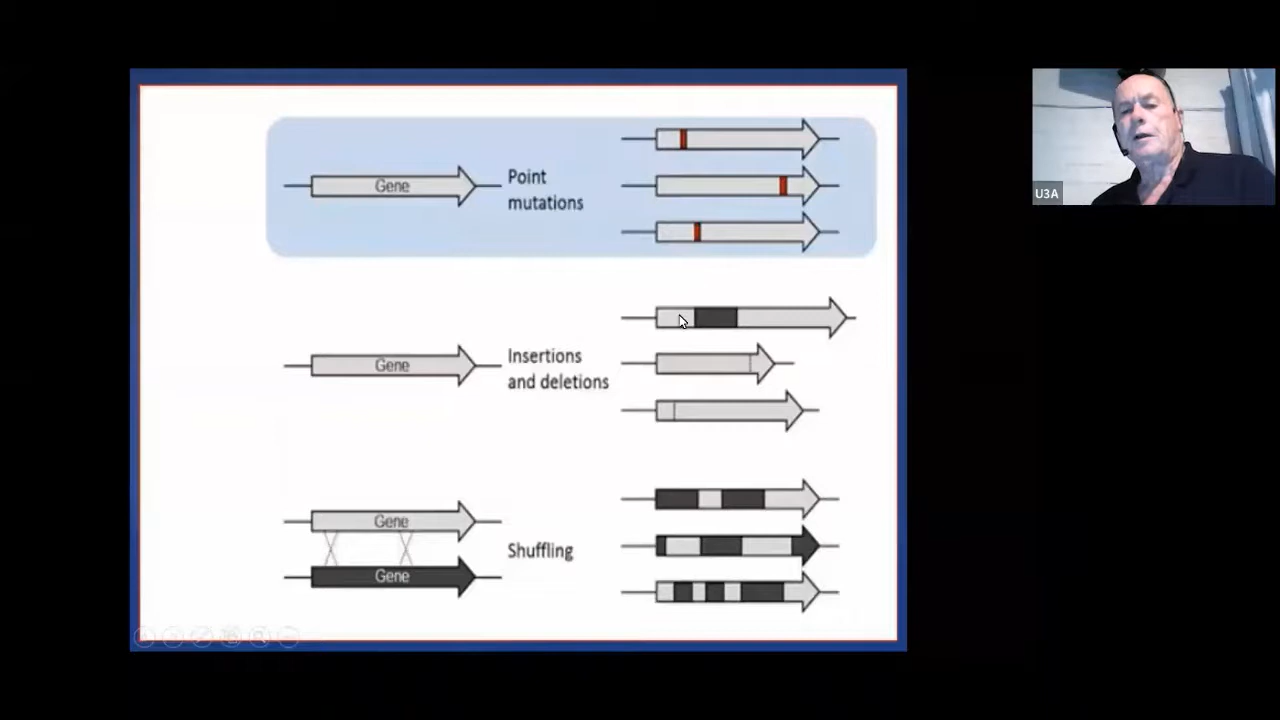 Gene
Point
mutations
Gene
Insertions
and deletions
Gene
Shuffling
Gene
U3A